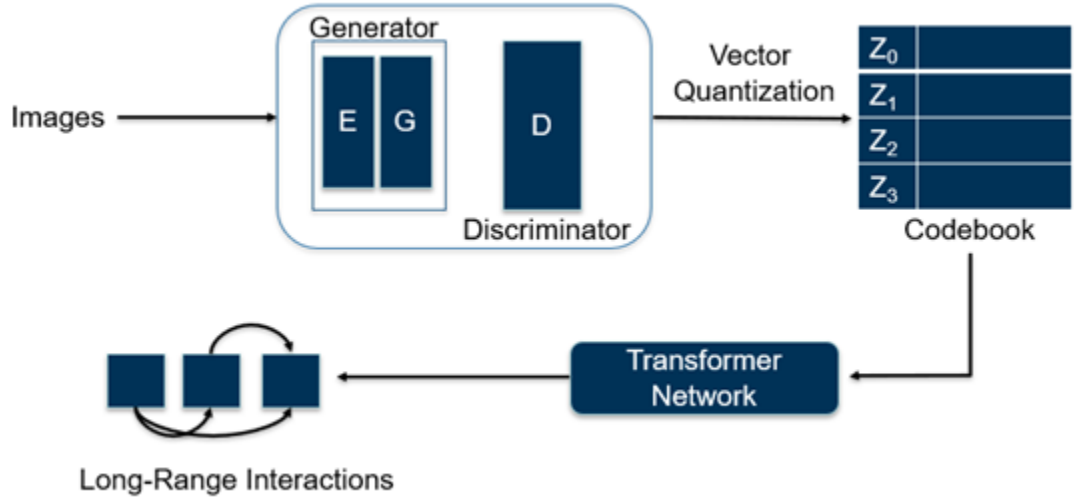 Generator
Images
E
G
D
Discriminator
Vector
Quantization
Z₀
Z₁
Z₂
Z₃
Codebook
Transformer
Network
Long-Range Interactions